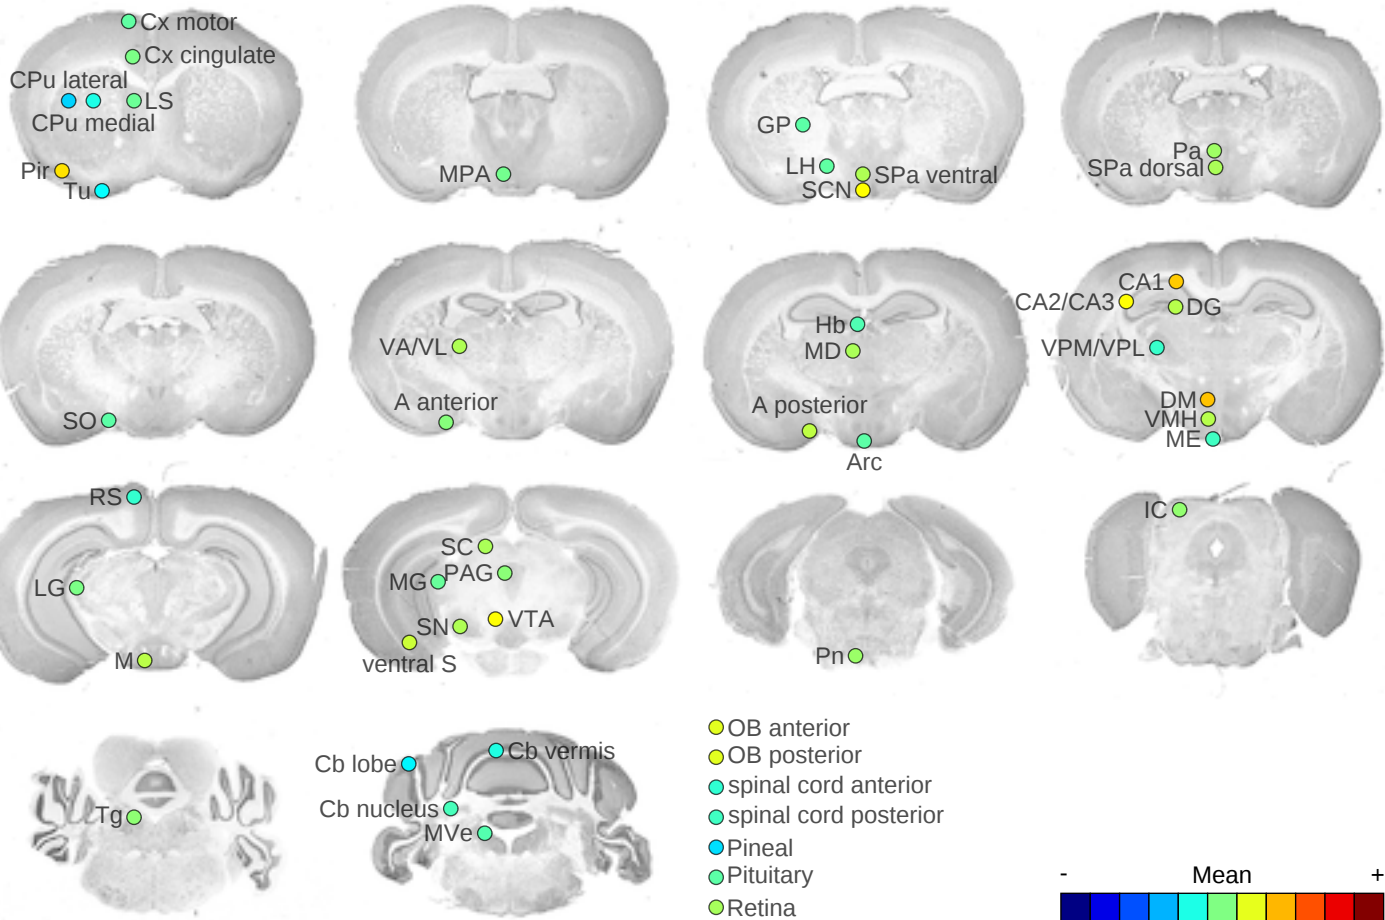 Cx motor
Cx cingulate
CPu lateral
LS
CPu medial
Pir
Tu
MPA
GP
LH
SPa ventral
SCN
Pa
SPa dorsal
SO
VA/VL
A anterior
Hb
MD
A posterior
Arc
CA1
CA2/CA3
DG
VPM/VPL
DM
VMH
ME
RS
LG
M
SC
MG
PAG
SN
VTA
ventral S
Pn
IC
Tg
Cb lobe
Cb vermis
Cb nucleus
MVe
OB anterior
OB posterior
spinal cord anterior
spinal cord posterior
Pineal
Pituitary
Retina
- Mean +